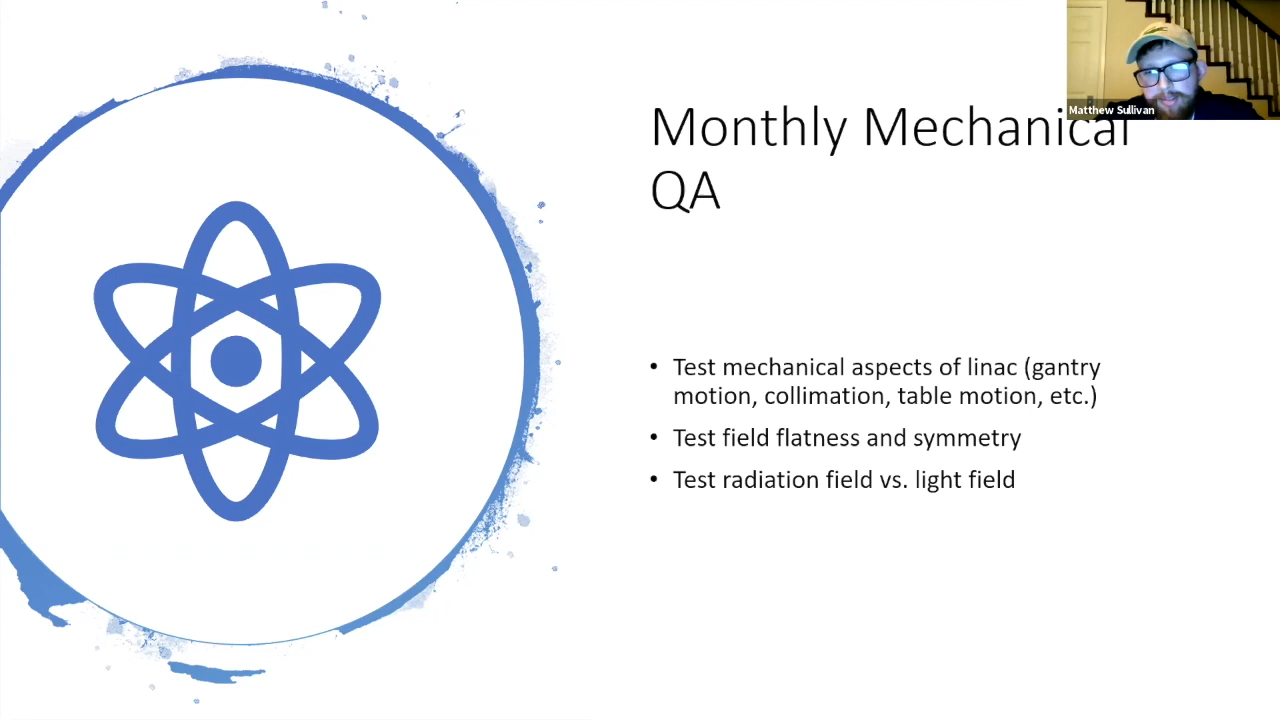 Matthew Sullivan
Monthly Mechanical
QA
• Test mechanical aspects of linac (gantry
motion, collimation, table motion, etc.)
• Test field flatness and symmetry
• Test radiation field vs. light field